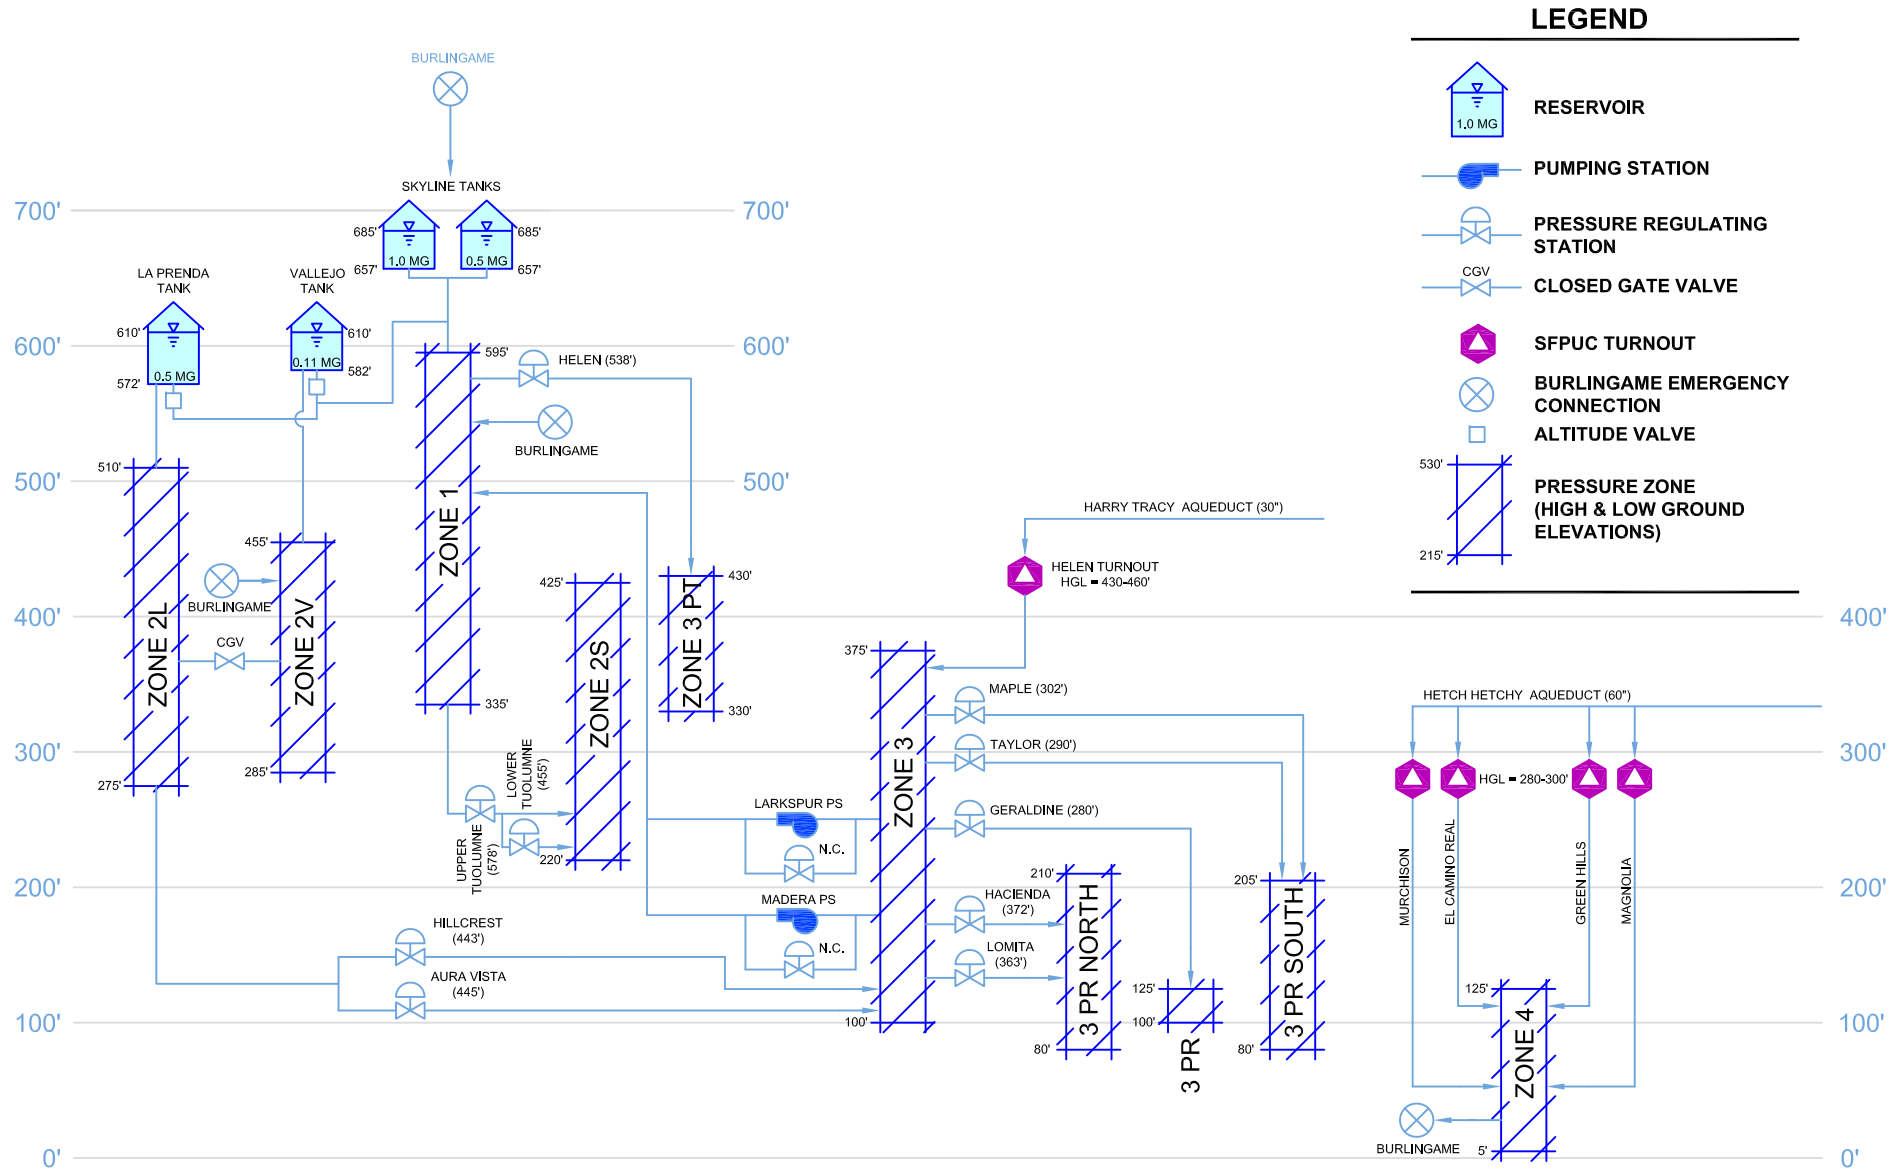 LEGEND
1.0 MG
RESERVOIR
PUMPING STATION
PRESSURE REGULATING
STATION
CGV
CLOSED GATE VALVE
SFPUC TURNOUT
BURLINGAME EMERGENCY
CONNECTION
ALTITUDE VALVE
530'
215'
PRESSURE ZONE
(HIGH & LOW GROUND
ELEVATIONS)
BURLINGAME
SKYLINE TANKS
700'
700'
685'
1.0 MG
657'
685'
0.5 MG
657'
LA PRENDA
TANK
610'
0.5 MG
572'
VALLEJO
TANK
610'
0.11 MG
582'
600'
600'
595'
HELEN (538')
BURLINGAME
ZONE 1
335'
500'
500'
510'
ZONE 2L
275'
455'
ZONE 2V
285'
BURLINGAME
CGV
425'
ZONE 2S
220'
430'
ZONE 3 PT
330'
HARRY TRACY AQUEDUCT (30")
HELEN TURNOUT
HGL = 430-460'
400'
400'
375'
ZONE 3
100'
MAPLE (302')
TAYLOR (290')
GERALDINE (280')
HACIENDA
(372')
LOMITA
(363')
LOWER
TUOLUMNE
(455')
UPPER
TUOLUMNE
(578')
300'
300'
LARKSPUR PS
N.C.
MADERA PS
N.C.
HILLCREST
(443')
AURA VISTA
(445')
200'
200'
210'
3 PR NORTH
80'
125'
100'
3 PR
205'
3 PR SOUTH
80'
HETCH HETCHY AQUEDUCT (60")
HGL = 280-300'
MURCHISON
EL CAMINO REAL
GREEN HILLS
MAGNOLIA
125'
ZONE 4
5'
BURLINGAME
100'
100'
0'
0'